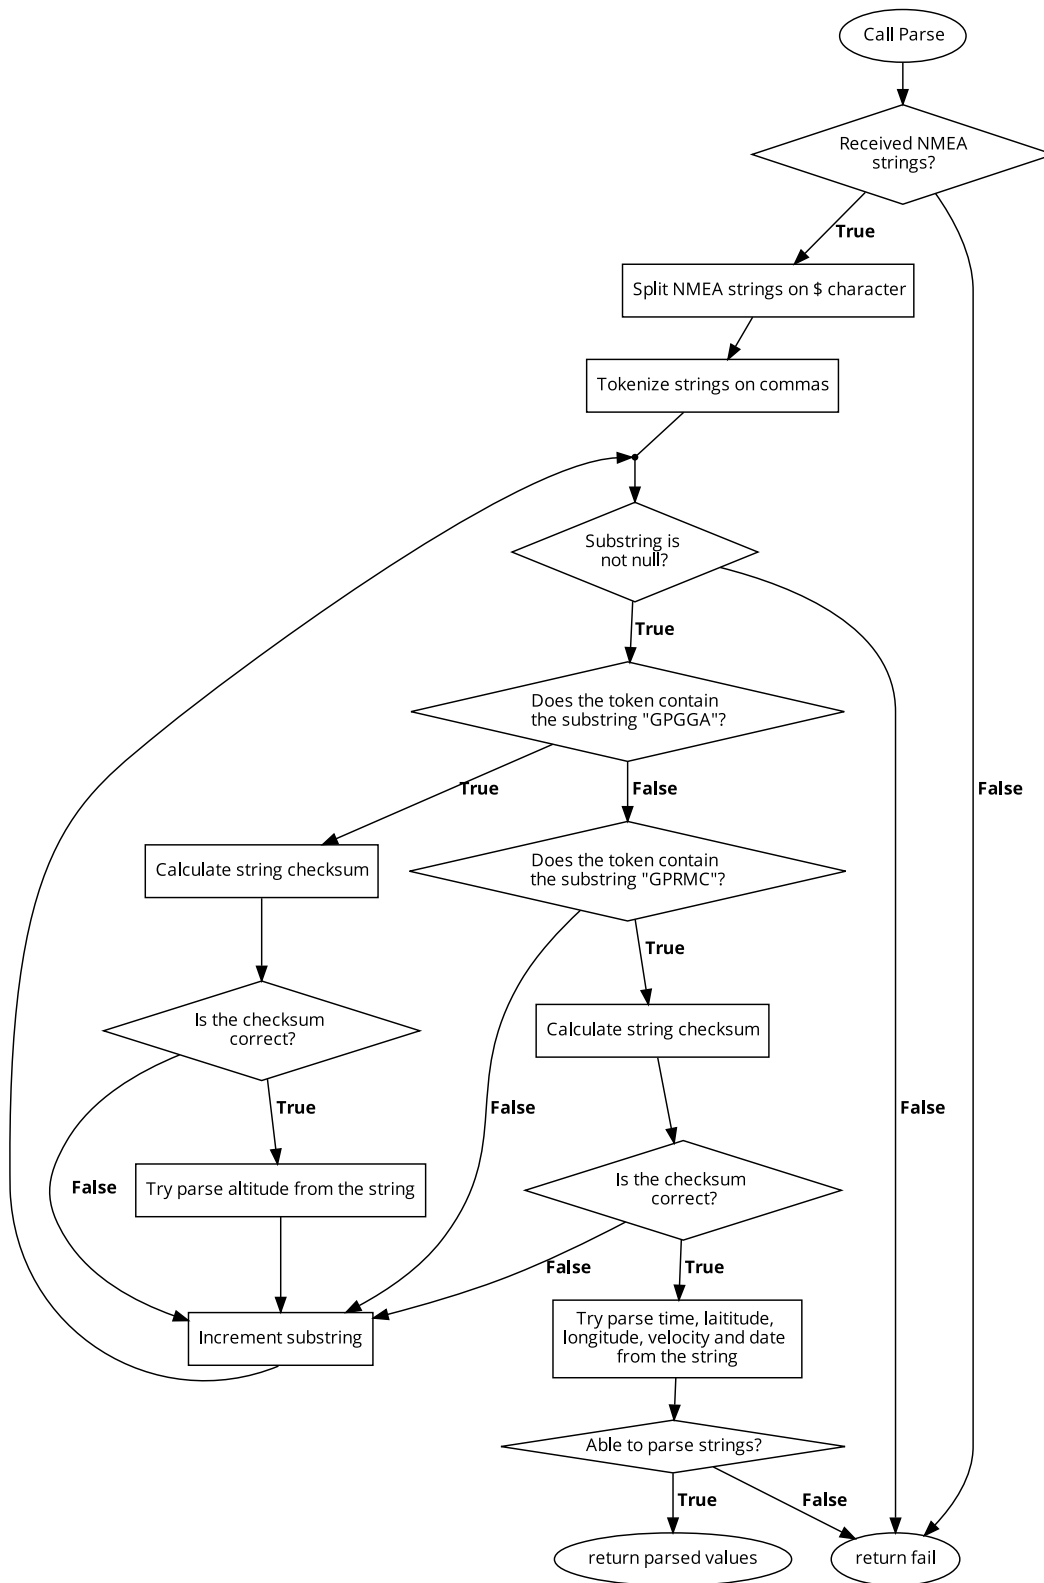 Call Parse
Received NMEA
strings?
True
Split NMEA strings on $ character
Tokenize strings on commas
Substring is
not null?
True
Does the token contain
the substring "GPGGA"?
True
False
False
Calculate string checksum
Does the token contain
the substring "GPRMC"?
True
Is the checksum
correct?
Calculate string checksum
True
False
False
False
Try parse altitude from the string
Is the checksum
correct?
False
True
Increment substring
Try parse time, laititude,
longitude, velocity and date
from the string
Able to parse strings?
True
False
return parsed values
return fail